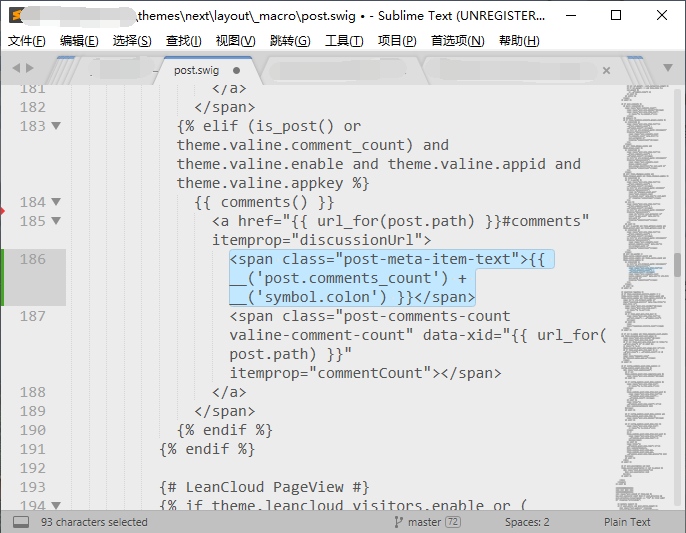 \themes\next\layout\_macro\post.swig • - Sublime Text (UNREGISTER...
文件(F) 编辑(E) 选择(S) 查找(I) 视图(V) 跳转(G) 工具(T) 项目(P) 首选项(N) 帮助(H)
post.swig
181 </a>
182 </span>
183 {% elif (is_post() or
theme.valine.comment_count) and
theme.valine.enable and theme.valine.appid and
theme.valine.appkey %}
184 {{ comments() }}
185 <a href="{{ url_for(post.path) }}#comments"
itemprop="discussionUrl">
186 <span class="post-meta-item-text">{{
__('post.comments_count') +
__('symbol.colon') }}</span>
187 <span class="post-comments-count
valine-comment-count" data-xid="{{ url_for(
post.path) }}"
itemprop="commentCount"></span>
188 </a>
189 </span>
190 {% endif %}
191 {% endif %}
192
193 {# LeanCloud PageView #}
194 {% if theme.leancloud_visitors.enable or (
93 characters selected master 72 Spaces: 2 Plain Text